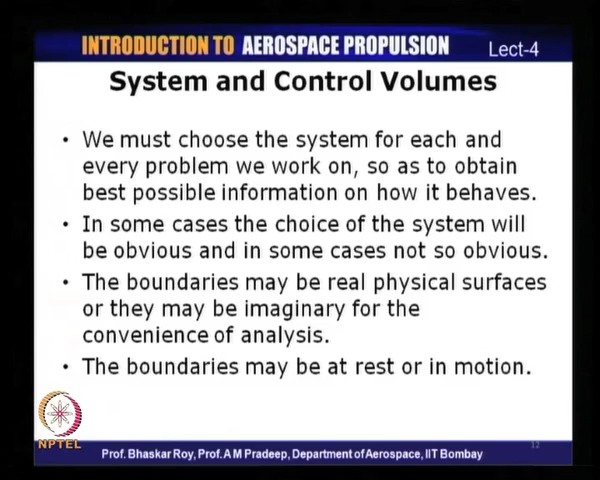 INTRODUCTION TO AEROSPACE PROPULSION
Lect-4
System and Control Volumes
• We must choose the system for each and
every problem we work on, so as to obtain
best possible information on how it behaves.
• In some cases the choice of the system will
be obvious and in some cases not so obvious.
• The boundaries may be real physical surfaces
or they may be imaginary for the
convenience of analysis.
• The boundaries may be at rest or in motion.
NPTEL
12
Prof. Bhaskar Roy, Prof. A M Pradeep, Department of Aerospace, IIT Bombay